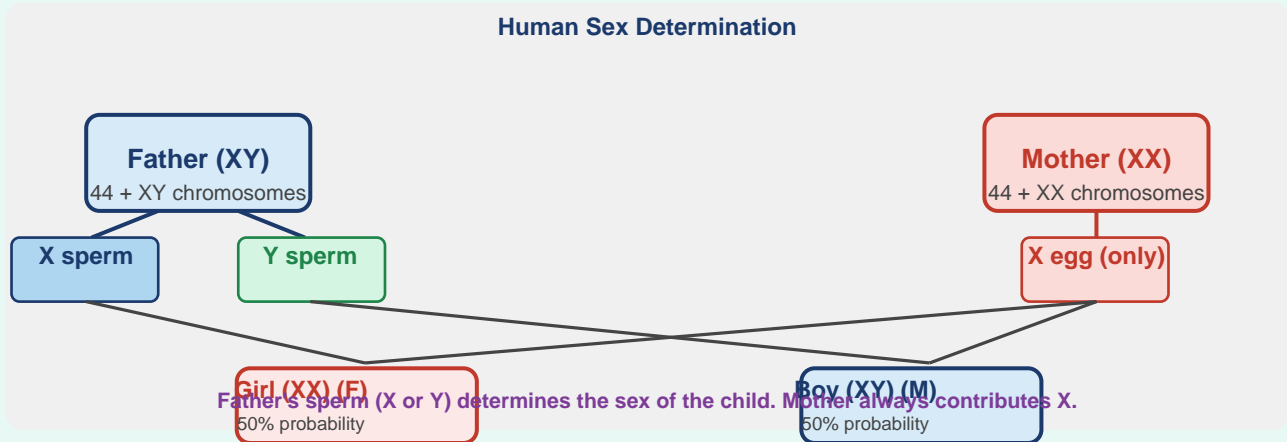 Human Sex Determination
Father (XY)
44 + XY chromosomes
Mother (XX)
44 + XX chromosomes
X sperm
Y sperm
X egg (only)
Girl (XX) (F)
Boy (XY) (M)
Father's sperm (X or Y) determines the sex of the child. Mother always contributes X.
50% probability
50% probability